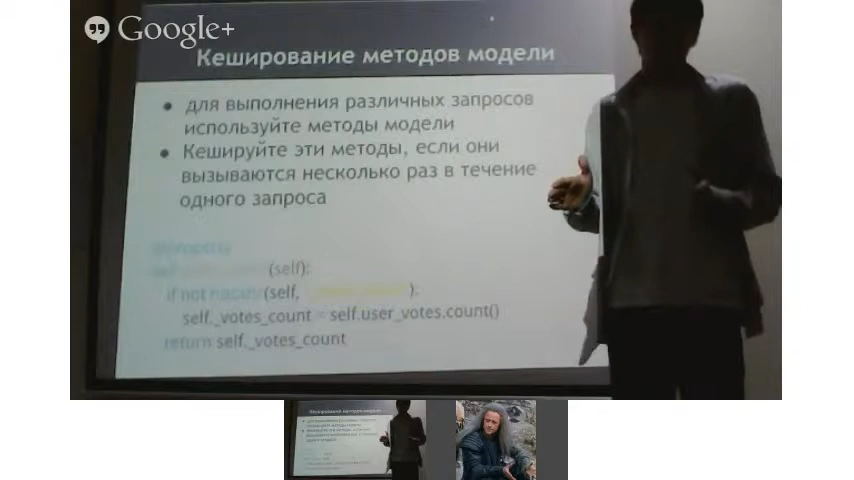 Google+
Кеширование методов модели
● для выполнения различных запросов
используйте методы модели
● Кешируйте эти методы, если они
вызываются несколько раз в течение
одного запроса
(self):
if not (self, ):
self._votes_count = self.user_votes.count()
return self._votes_count